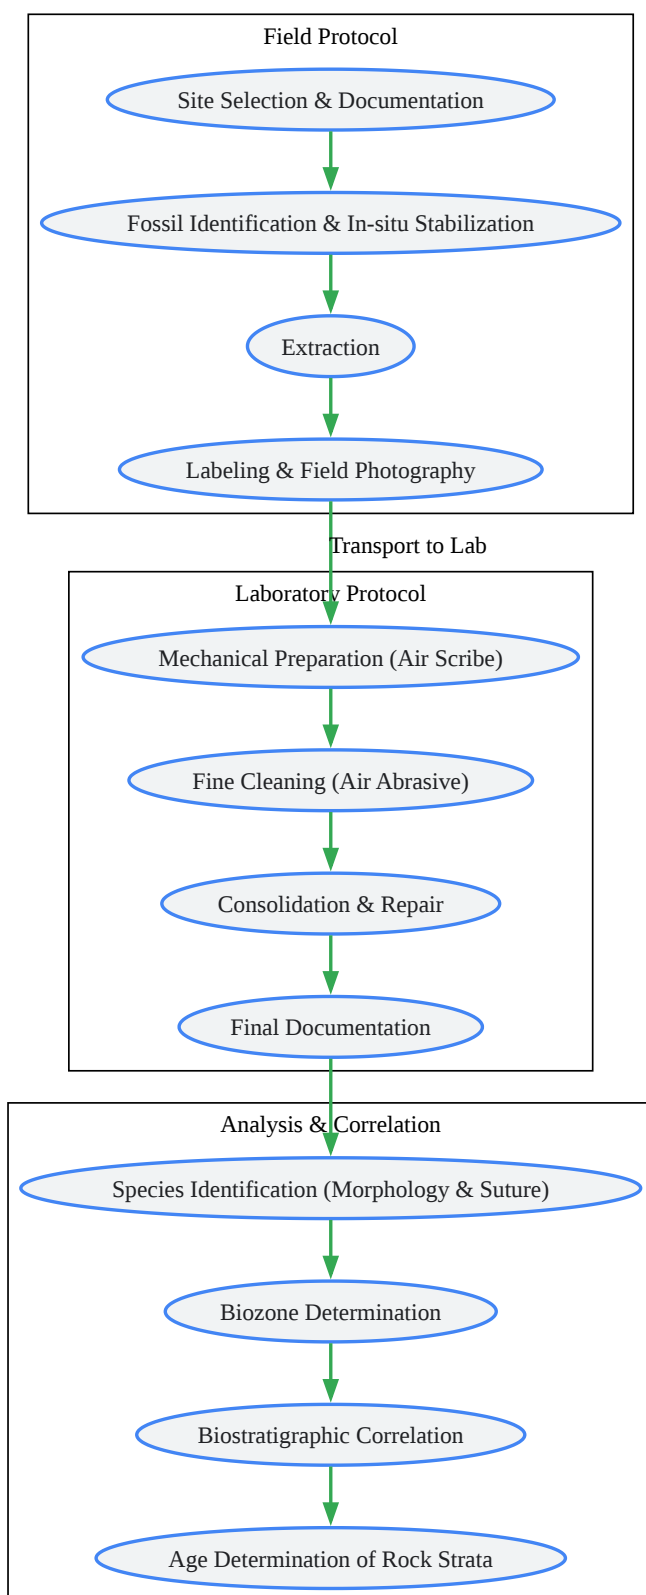 Field Protocol
Site Selection & Documentation
Fossil Identification & In-situ Stabilization
Extraction
Labeling & Field Photography
Transport to Lab
Laboratory Protocol
Mechanical Preparation (Air Scribe)
Fine Cleaning (Air Abrasive)
Consolidation & Repair
Final Documentation
Analysis & Correlation
Species Identification (Morphology & Suture)
Biozone Determination
Biostratigraphic Correlation
Age Determination of Rock Strata